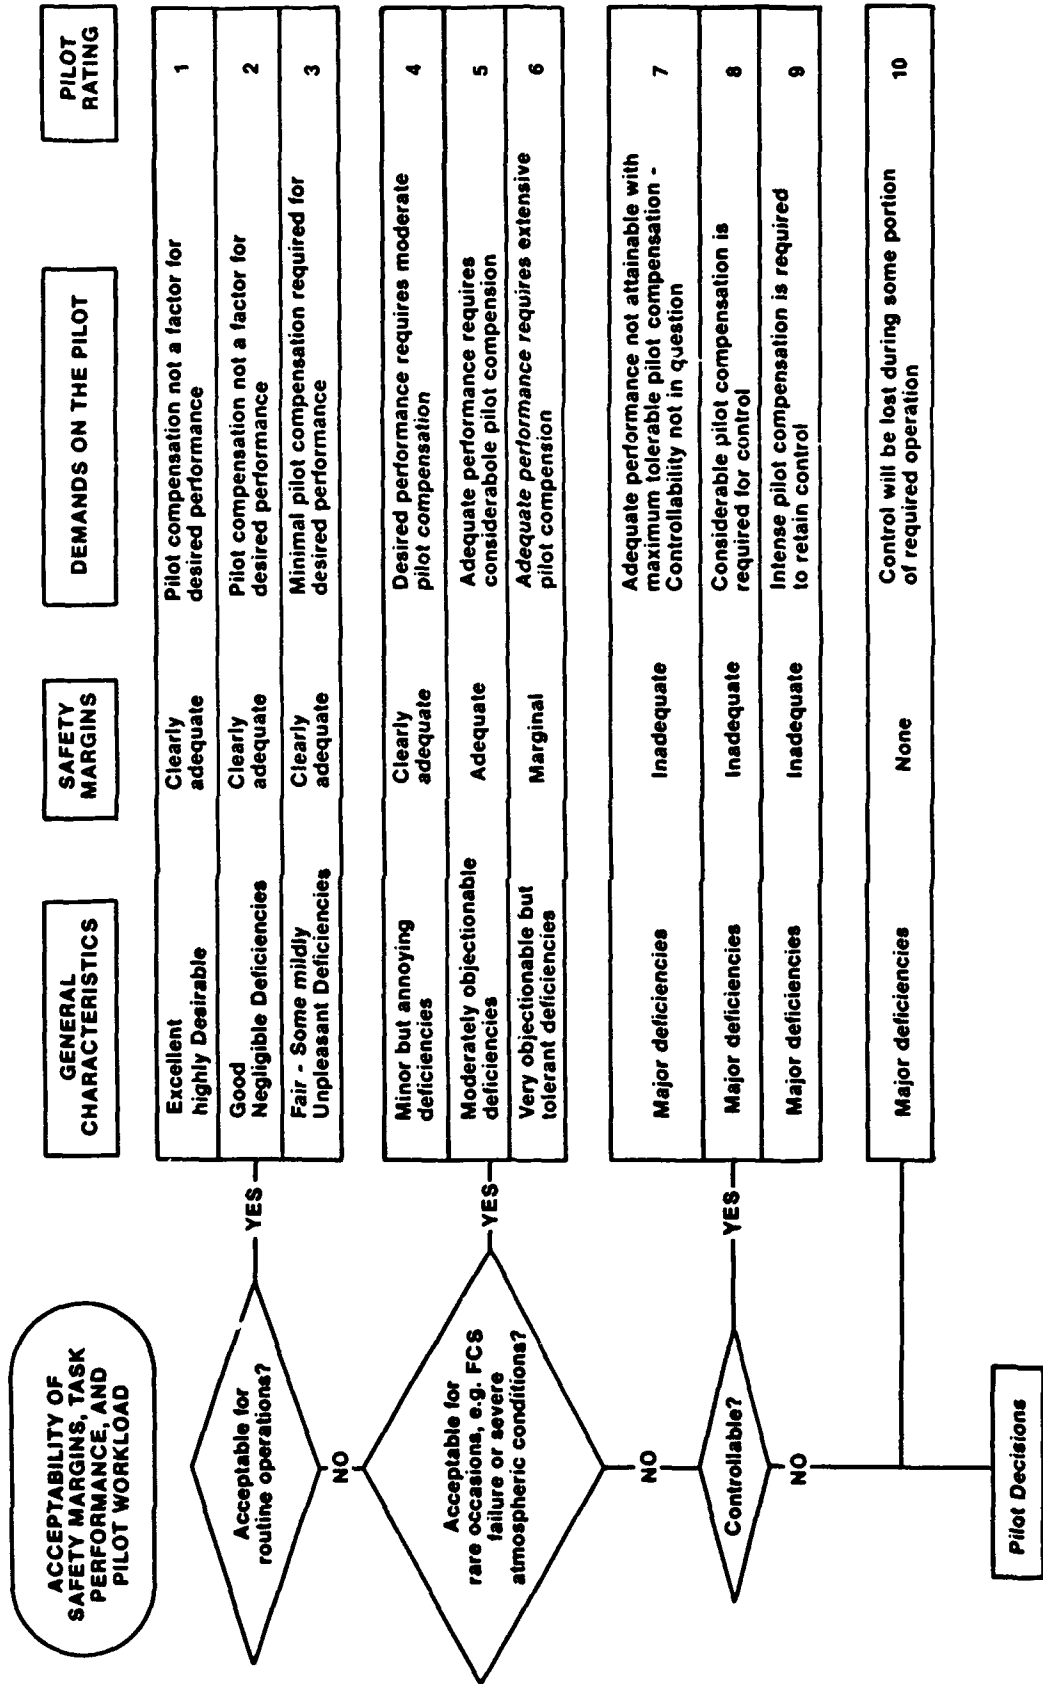 ACCEPTABILITY OF
SAFETY MARGINS, TASK
PERFORMANCE, AND
PILOT WORKLOAD
GENERAL
CHARACTERISTICS
SAFETY
MARGINS
DEMANDS ON THE PILOT
PILOT
RATING
Acceptable for
routine operations?
YES
NO
Excellent
highly Desirable
Clearly
adequate
Pilot compensation not a factor for
desired performance
1
Good
Negligible Deficiencies
Clearly
adequate
Pilot compensation not a factor for
desired performance
2
Fair - Some mildly
Unpleasant Deficiencies
Clearly
adequate
Minimal pilot compensation required for
desired performance
3
Acceptable for
rare occasions, e.g. FCS
failure or severe
atmospheric conditions?
YES
NO
Minor but annoying
deficiencies
Clearly
adequate
Desired performance requires moderate
pilot compensation
4
Moderately objectionable
deficiencies
Adequate
Adequate performance requires
considerabole pilot compension
5
Very objectionable but
tolerant deficiencies
Marginal
Adequate performance requires extensive
pilot compension
6
Controllable?
YES
NO
Major deficiencies
Inadequate
Adequate performance not attainable with
maximum tolerable pilot compensation -
Controllability not in question
7
Major deficiencies
Inadequate
Considerable pilot compensation is
required for control
8
Major deficiencies
Inadequate
Intense pilot compensation is required
to retain control
9
Major deficiencies
None
Control will be lost during some portion
of required operation
10
Pilot Decisions